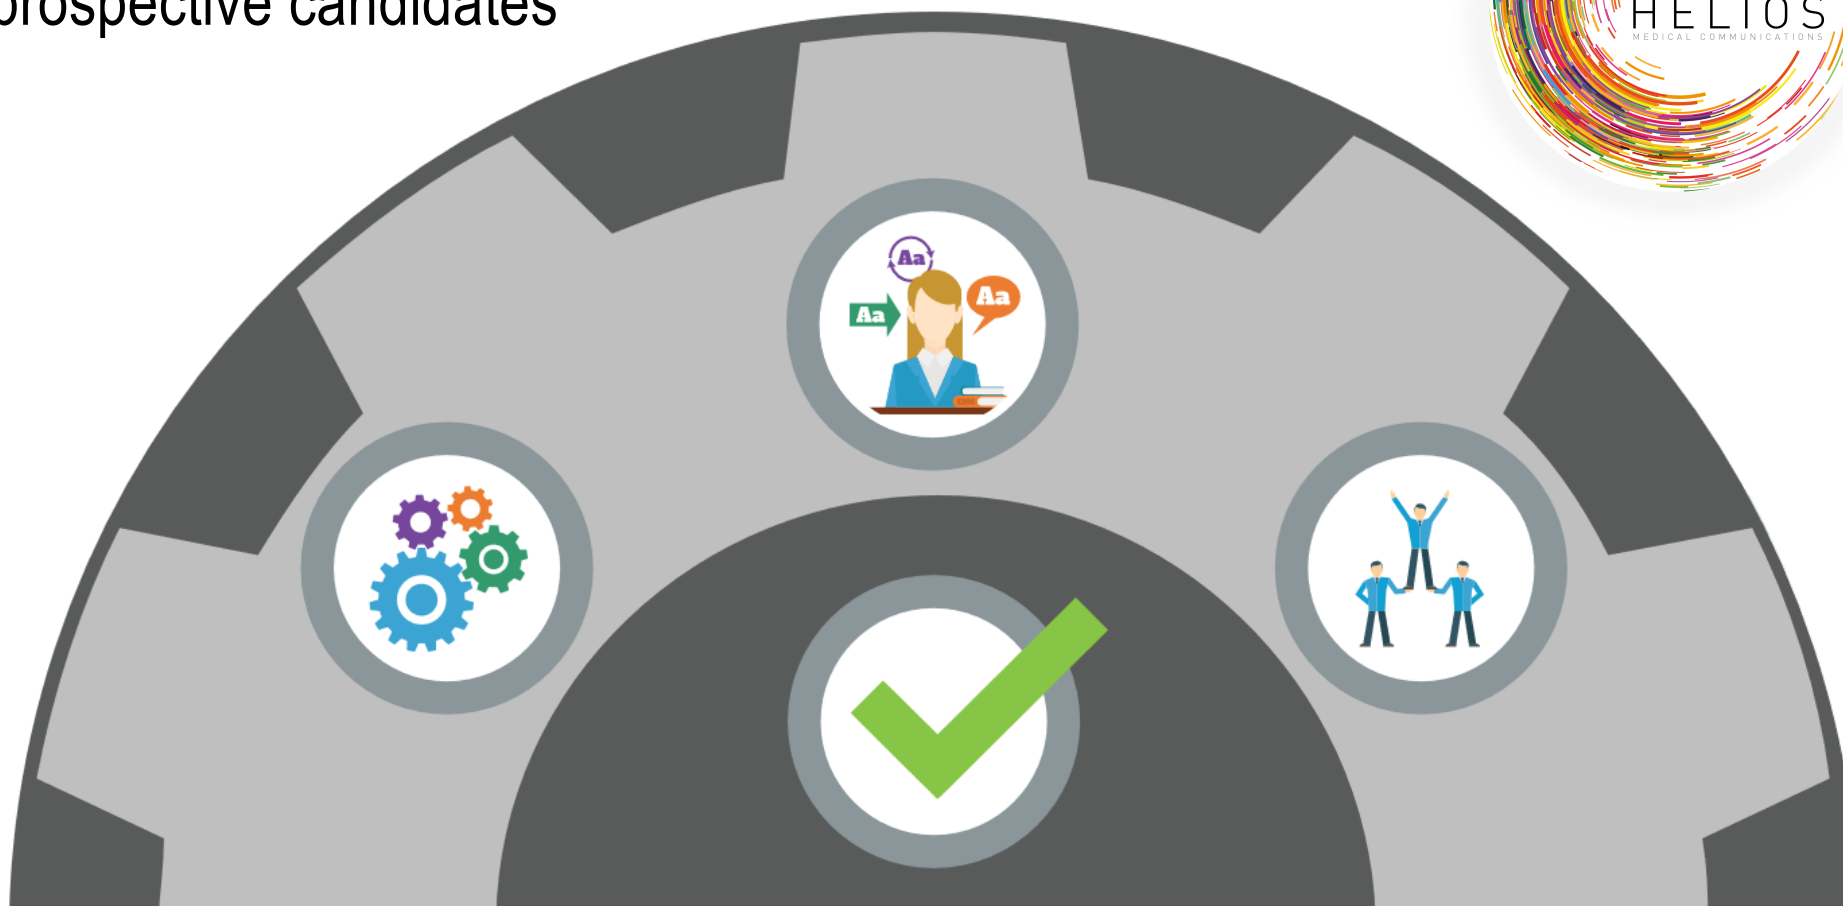 prospective candidates
HELIOS
MEDICAL COMMUNICATIONS
Aa
Aa
Aa